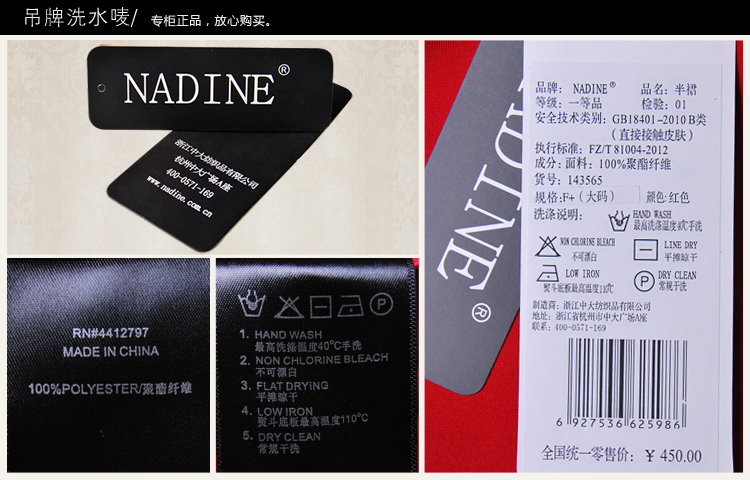 吊牌洗水唛/ 专柜正品，放心购买。
NADINE®
浙江中大纺织品有限公司
杭州中大广场A座
400-0571-169
www.nadine.com.cn
RN#4412797
MADE IN CHINA
100%POLYESTER/聚酯纤维
P
1. HAND WASH
最高洗涤温度40℃手洗
2. NON CHLORINE BLEACH
不可漂白
3. FLAT DRYING
平滩晾干
4. LOW IRON
熨斗底板最高温度110℃
5. DRY CLEAN
常规干洗
NADINE®
品牌： NADINE® 品名：半裙
等级：一等品 检验：01
安全技术类别：GB18401-2010 B类
（直接接触皮肤）
执行标准：FZ/T 81004-2012
成分：面料：100%聚酯纤维
货号：143565
规格:F+（大码） 颜色:红色
洗涤说明： HAND WASH
最高洗涤温度40℃手洗
NON CHLORINE BLEACH LINE DRY
不可漂白 平滩晾干
LOW IRON P DRY CLEAN
熨斗底板最高温度110℃ 常规干洗
制造商：浙江中大纺织品有限公司
地址：浙江省杭州市中大广场A座
联系：400-0571-169
6 927536 625986
全国统一零售价：￥450.00